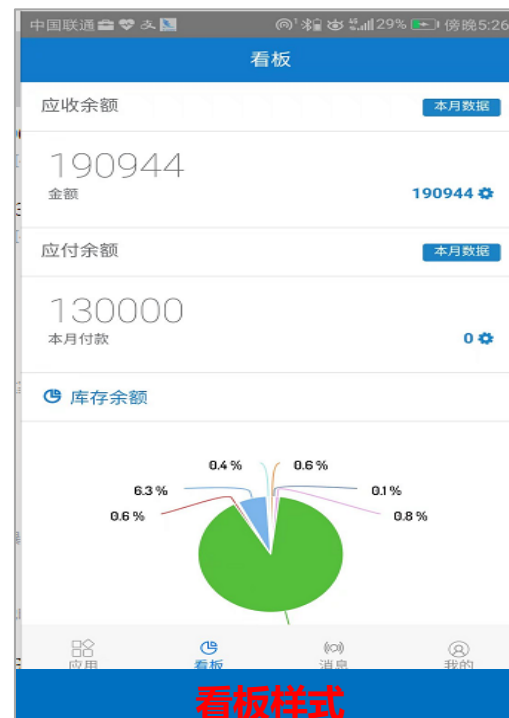 中国联通 29% 傍晚5:26
看板
应收余额 本月数据
190944
金额 190944
应付余额 本月数据
130000
本月付款 0
库存余额
0.4 % 0.6 %
6.3 % 0.1 %
0.6 % 0.8 %
应用 看板 消息 我的
看板样式